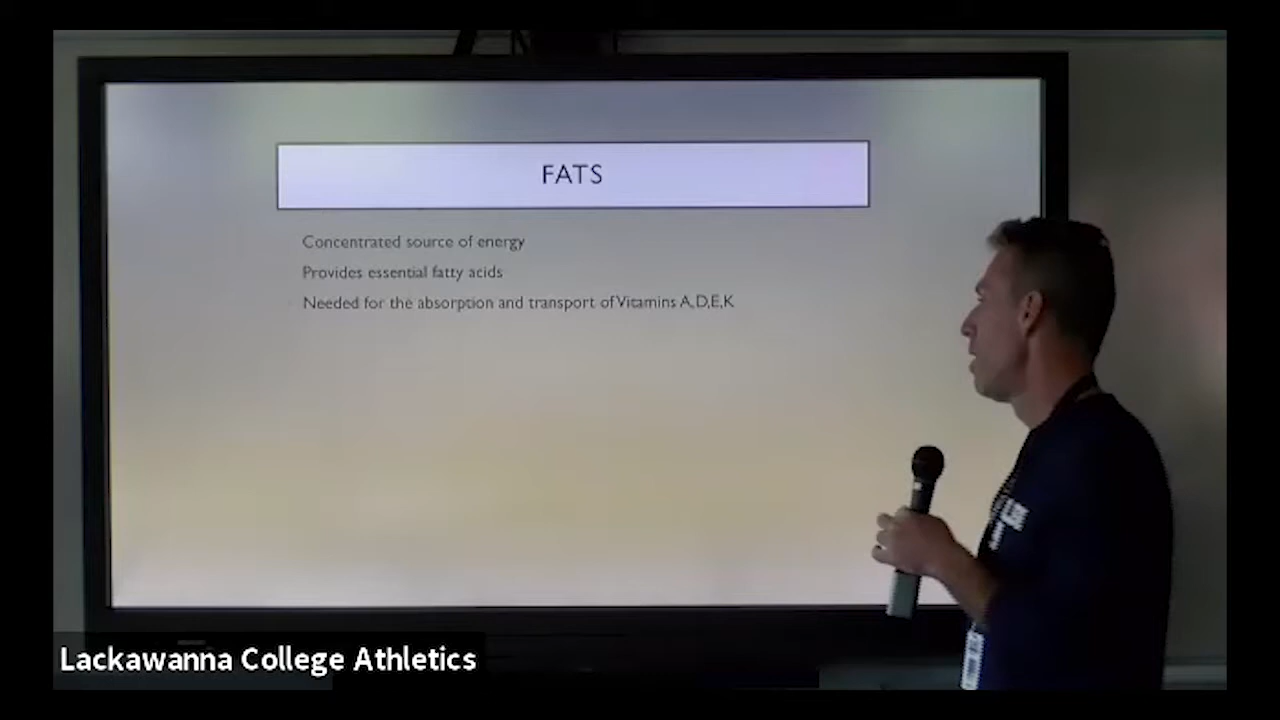 FATS
Concentrated source of energy
Provides essential fatty acids
Needed for the absorption and transport of Vitamins A,D,E,K
Lackawanna College Athletics